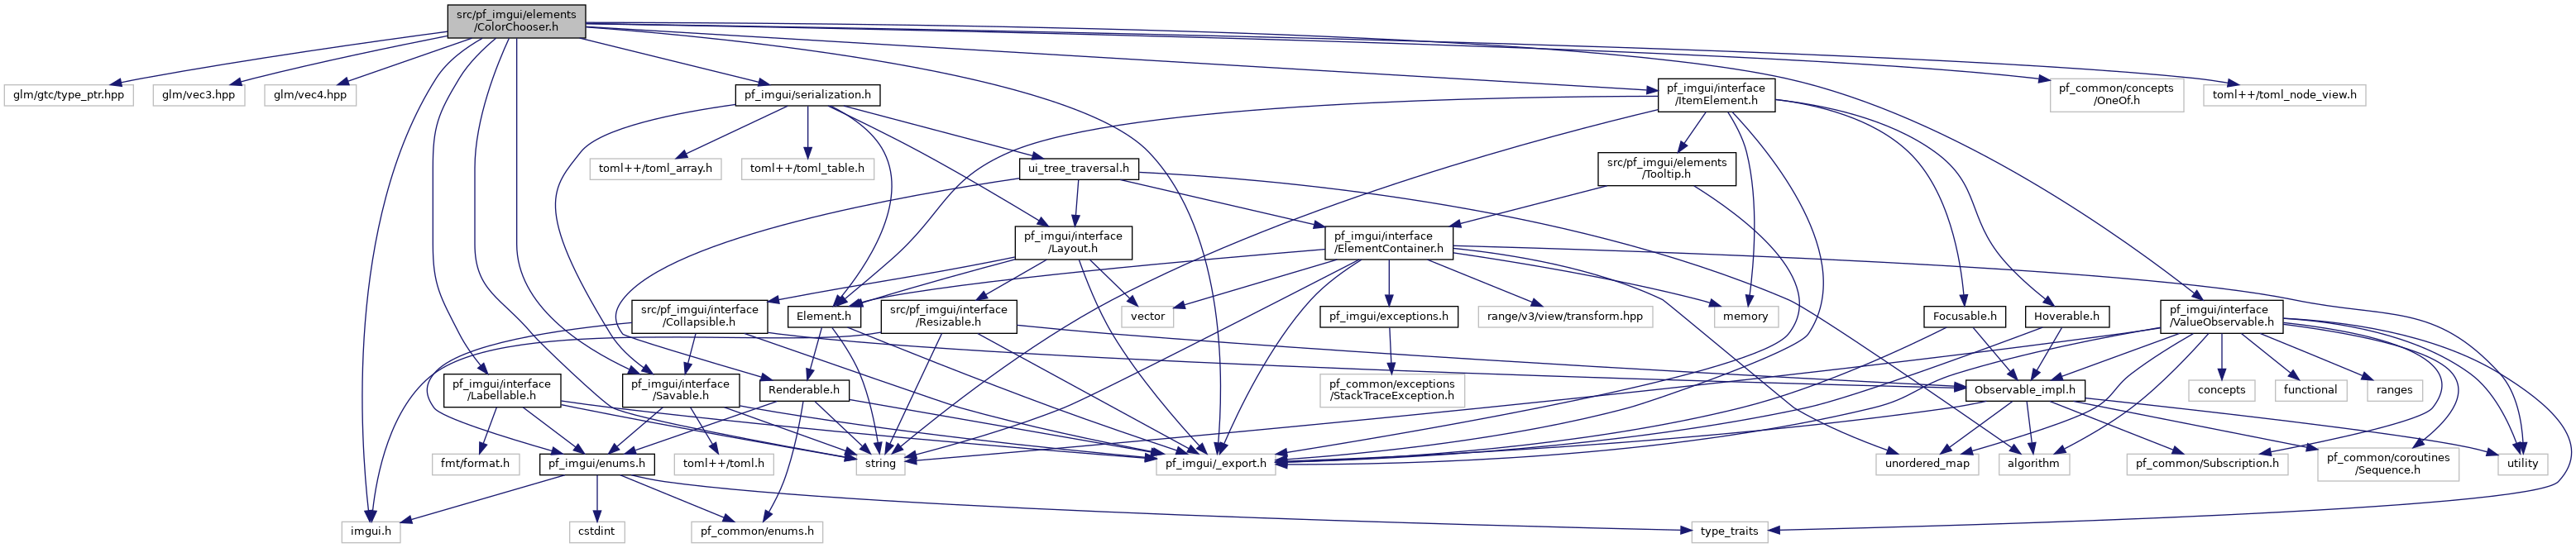 src/pf_imgui/elements
/ColorChooser.h
glm/gtc/type_ptr.hpp
glm/vec3.hpp
glm/vec4.hpp
pf_imgui/serialization.h
pf_imgui/interface
/ItemElement.h
pf_common/concepts
/OneOf.h
toml++/toml_node_view.h
toml++/toml_array.h
toml++/toml_table.h
ui_tree_traversal.h
src/pf_imgui/elements
/Tooltip.h
pf_imgui/interface
/Layout.h
pf_imgui/interface
/ElementContainer.h
src/pf_imgui/interface
/Collapsible.h
Element.h
src/pf_imgui/interface
/Resizable.h
vector
pf_imgui/exceptions.h
range/v3/view/transform.hpp
memory
Focusable.h
Hoverable.h
pf_imgui/interface
/ValueObservable.h
pf_imgui/interface
/Labellable.h
pf_imgui/interface
/Savable.h
Renderable.h
pf_common/exceptions
/StackTraceException.h
Observable_impl.h
concepts
functional
ranges
fmt/format.h
pf_imgui/enums.h
toml++/toml.h
string
pf_imgui/_export.h
unordered_map
algorithm
pf_common/Subscription.h
pf_common/coroutines
/Sequence.h
utility
imgui.h
cstdint
pf_common/enums.h
type_traits